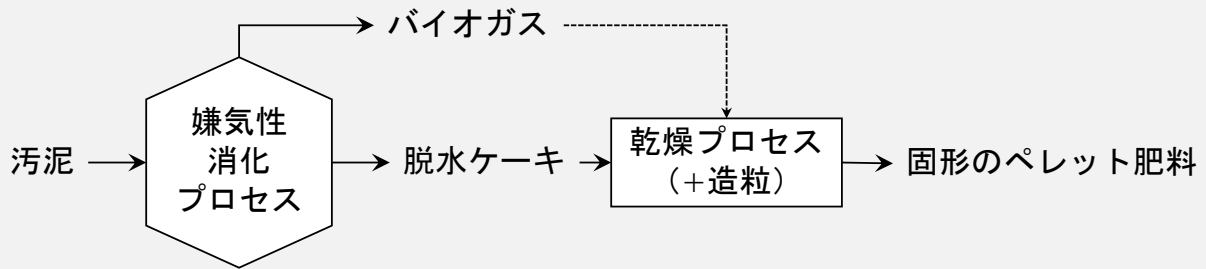 バイオガス
汚泥
嫌気性
消化
プロセス
脱水ケーキ
乾燥プロセス
（+造粒）
固形のペレット肥料